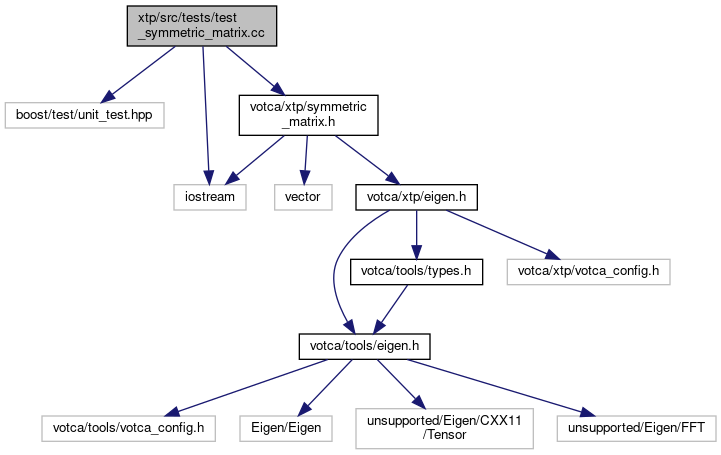 xtp/src/tests/test
_symmetric_matrix.cc
boost/test/unit_test.hpp
votca/xtp/symmetric
_matrix.h
iostream
vector
votca/xtp/eigen.h
votca/tools/types.h
votca/xtp/votca_config.h
votca/tools/eigen.h
votca/tools/votca_config.h
Eigen/Eigen
unsupported/Eigen/CXX11
/Tensor
unsupported/Eigen/FFT